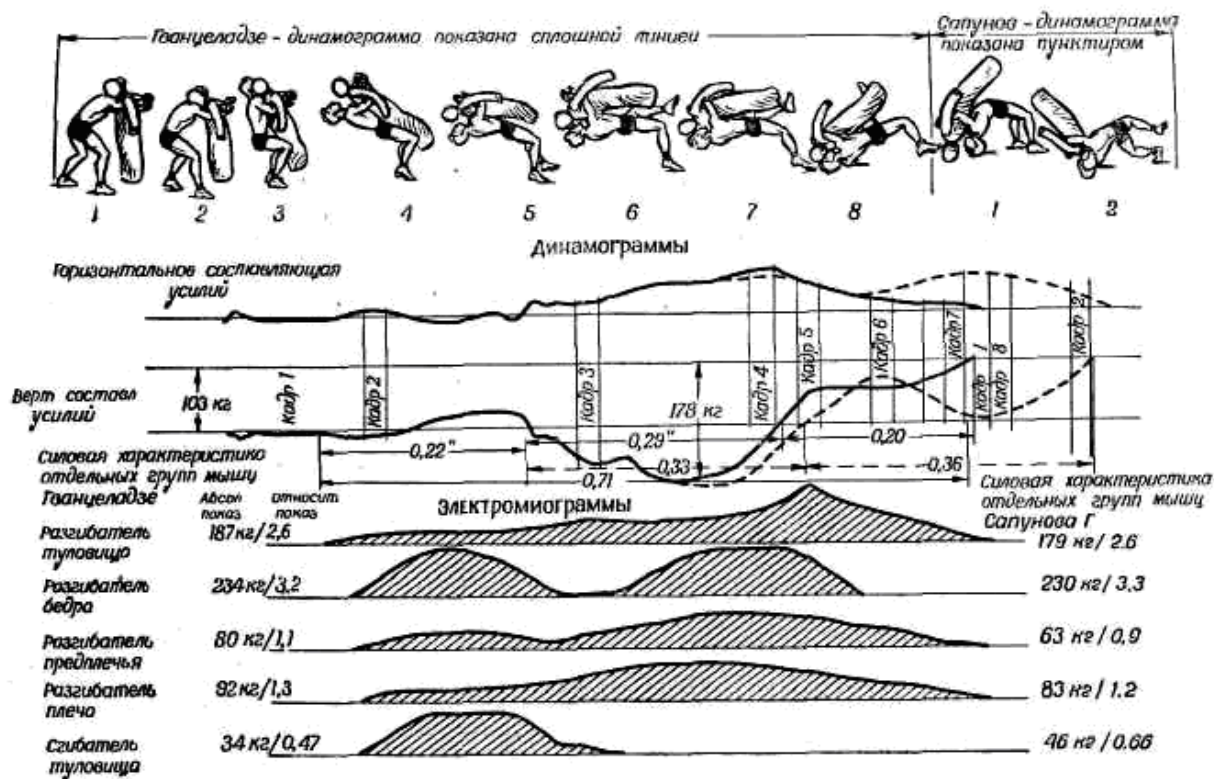 Гванцеладзе - динамограмма показана сплошной линией
Сапунов - динамограмма
показана пунктиром
1 2 3 4 5 6 7 8 1 2
Динамограммы
Горизонтальное составляющая
усилий
Кадр 1
Кадр 2
Кадр 3
Кадр 4
Кадр 5
Кадр 6
Кадр 7
Кадр 1
Кадр 8
Кадр 2
Верт составл
усилий
103 кг
178 кг
0,22"
0,29"
0,20
0,33
0,36
0,71
Силовая характеристика
отдельных групп мышц
Гванцеладзе
Абсол
показ
относит.
показ
Электромиограммы
Силовая характеристика
отдельных групп мышц
Сапунова Г
Разгибатель
туловища
187 кг/2,6
179 кг/2.6
Разгибатель
бедра
234 кг/3,2
230 кг/3,3
Разгибатель
предплечья
80 кг/1,1
63 кг/0,9
Разгибатель
плеча
92 кг/1,3
83 кг/1.2
Сгибатель
туловища
34 кг/0,47
46 кг/0.66